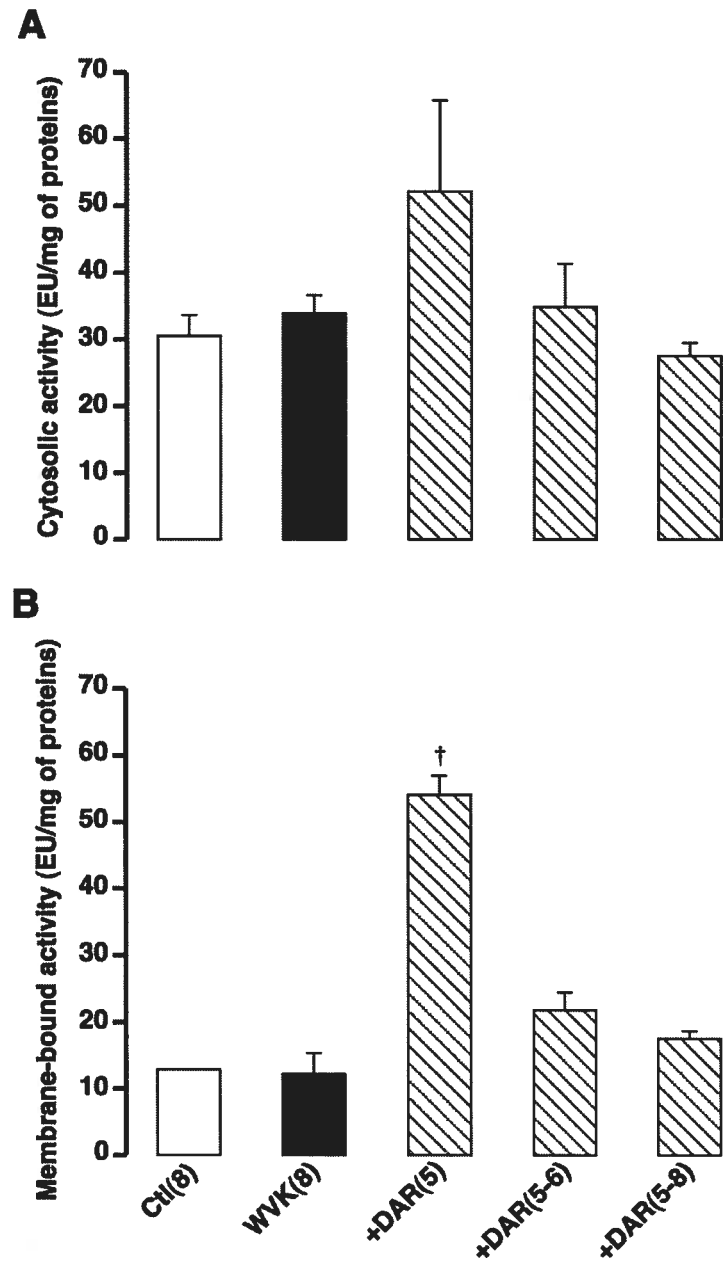 A
Cytosolic activity (EU/mg of proteins)
70
60
50
40
30
20
10
0
B
Membrane-bound activity (EU/mg of proteins)
70
60
†
50
40
30
20
10
0
Ctl(8)
WVK(8)
+DAR(5)
+DAR(5-6)
+DAR(5-8)